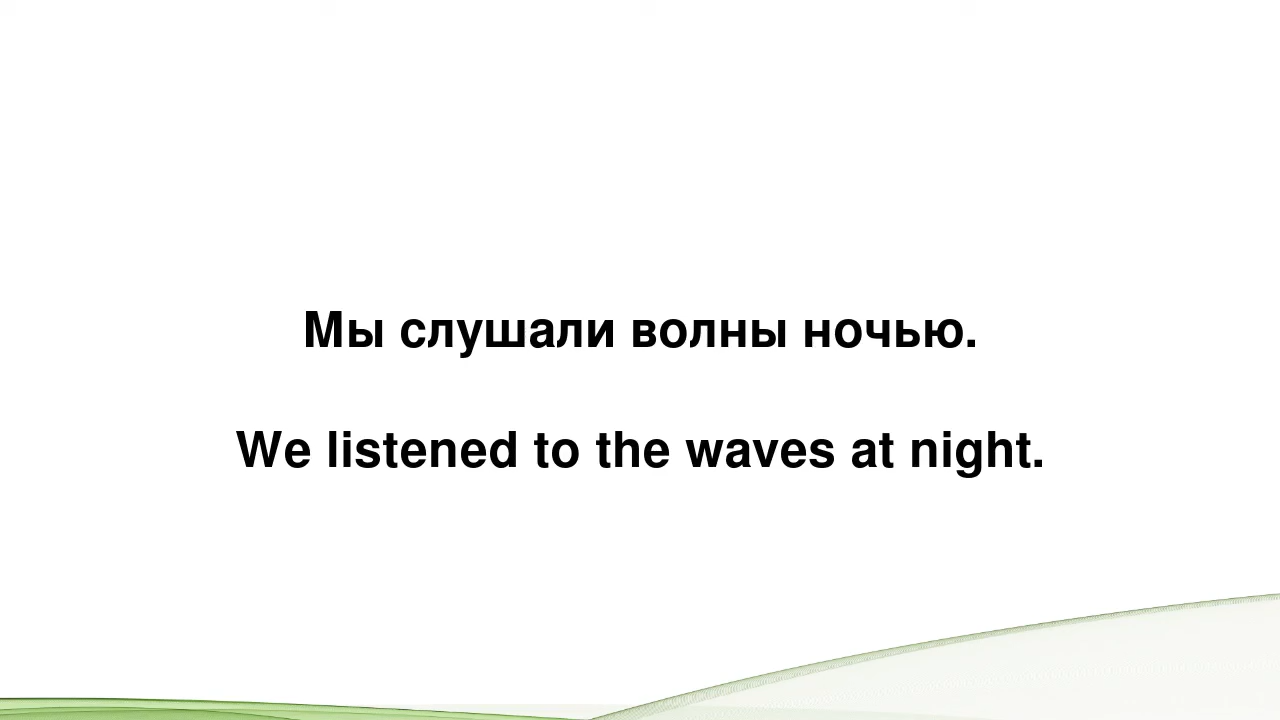 Мы слушали волны ночью.
We listened to the waves at night.